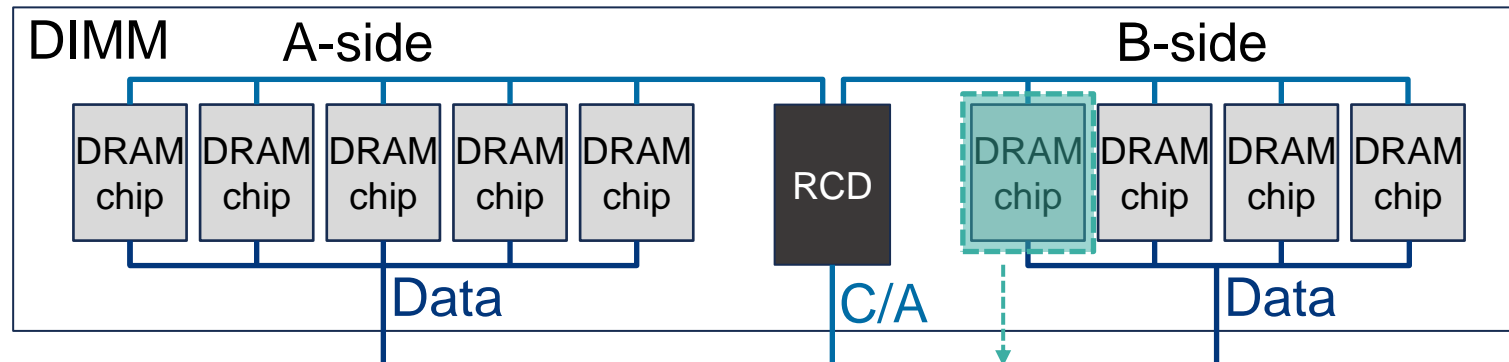 DIMM
A-side
B-side
DRAM chip
DRAM chip
DRAM chip
DRAM chip
DRAM chip
RCD
DRAM chip
DRAM chip
DRAM chip
DRAM chip
Data
C/A
Data